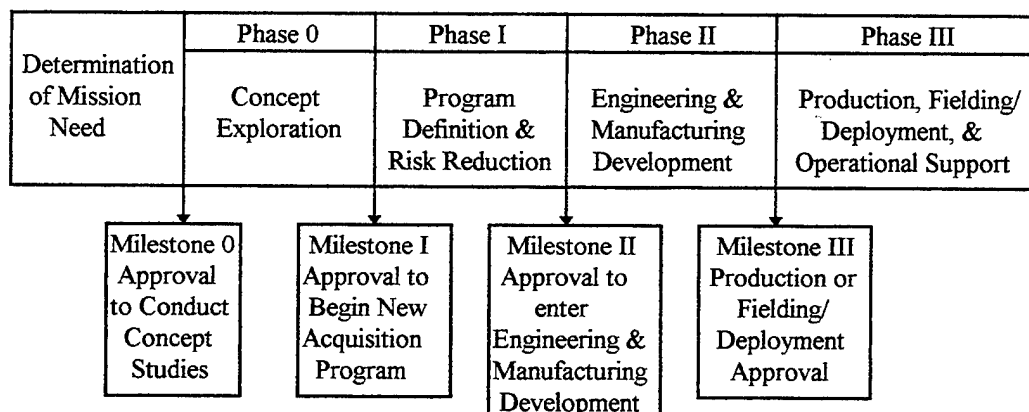 Determination
of Mission
Need
Phase 0
Concept
Exploration
Phase I
Program
Definition &
Risk Reduction
Phase II
Engineering &
Manufacturing
Development
Phase III
Production, Fielding/
Deployment, &
Operational Support
Milestone 0
Approval
to Conduct
Concept
Studies
Milestone I
Approval to
Begin New
Acquisition
Program
Milestone II
Approval to
enter
Engineering &
Manufacturing
Development
Milestone III
Production or
Fielding/
Deployment
Approval